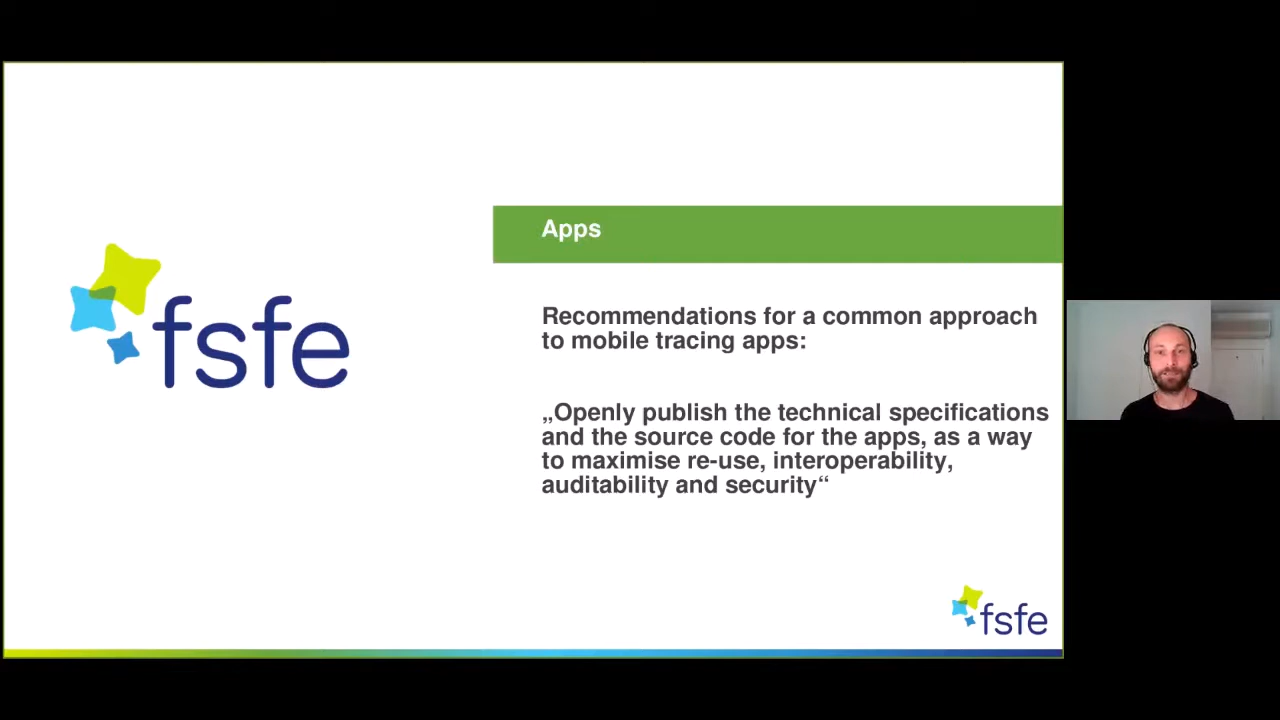 fsfe
Apps
Recommendations for a common approach
to mobile tracing apps:
„Openly publish the technical specifications
and the source code for the apps, as a way
to maximise re-use, interoperability,
auditability and security“
fsfe